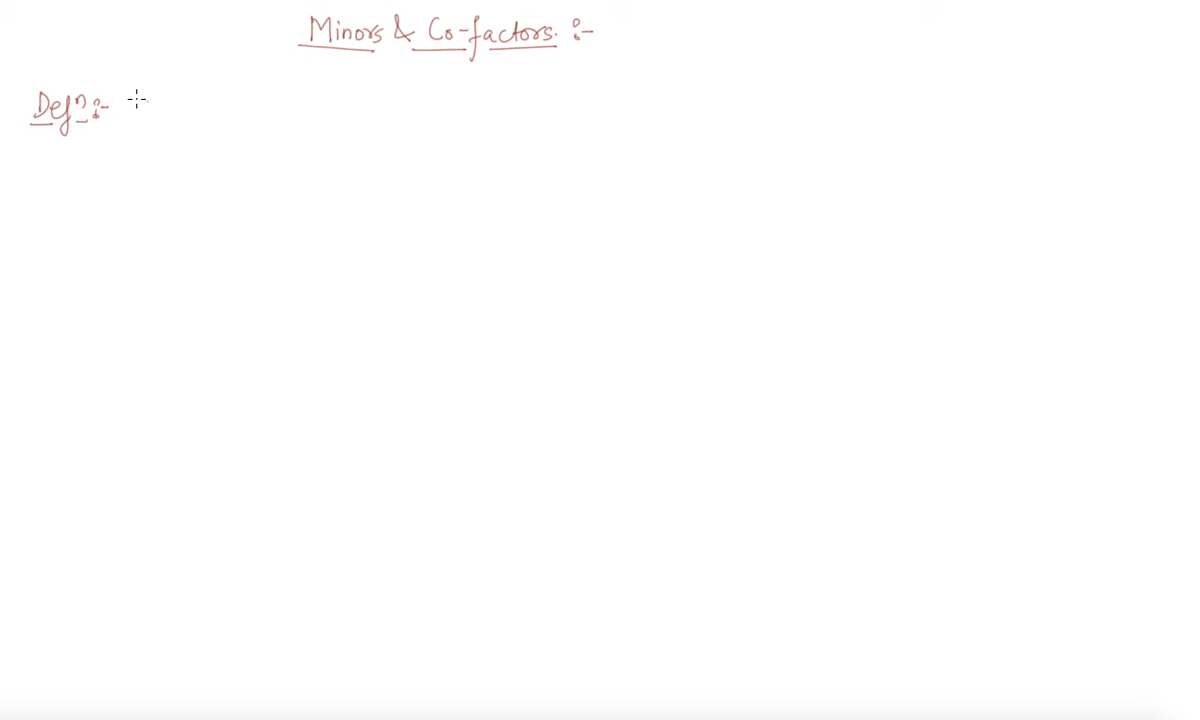 Minors & Co-factors. :-
Defⁿ :-